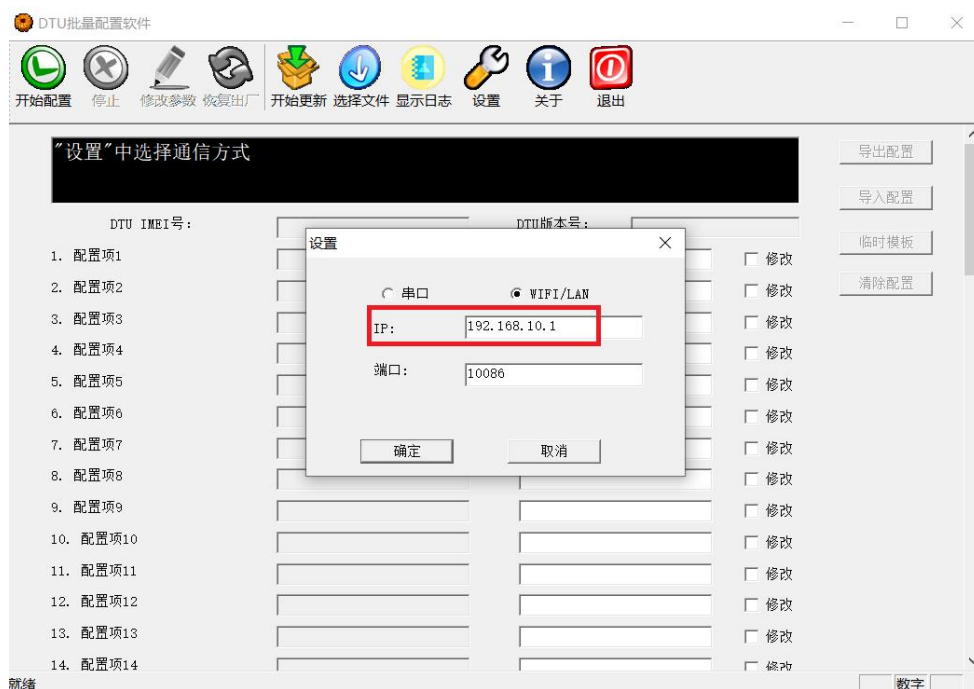 DTU批量配置软件
开始配置 停止 修改参数 恢复出厂 开始更新 选择文件 显示日志 设置 关于 退出
"设置"中选择通信方式
导出配置
导入配置
临时模板
清除配置
DTU IMEI号: DTU版本号:
设置
串口 WIFI/LAN
IP: 192.168.10.1
端口: 10086
确定 取消
1. 配置项1 修改
2. 配置项2 修改
3. 配置项3 修改
4. 配置项4 修改
5. 配置项5 修改
6. 配置项6 修改
7. 配置项7 修改
8. 配置项8 修改
9. 配置项9 修改
10. 配置项10 修改
11. 配置项11 修改
12. 配置项12 修改
13. 配置项13 修改
14. 配置项14 修改
就绪 数字